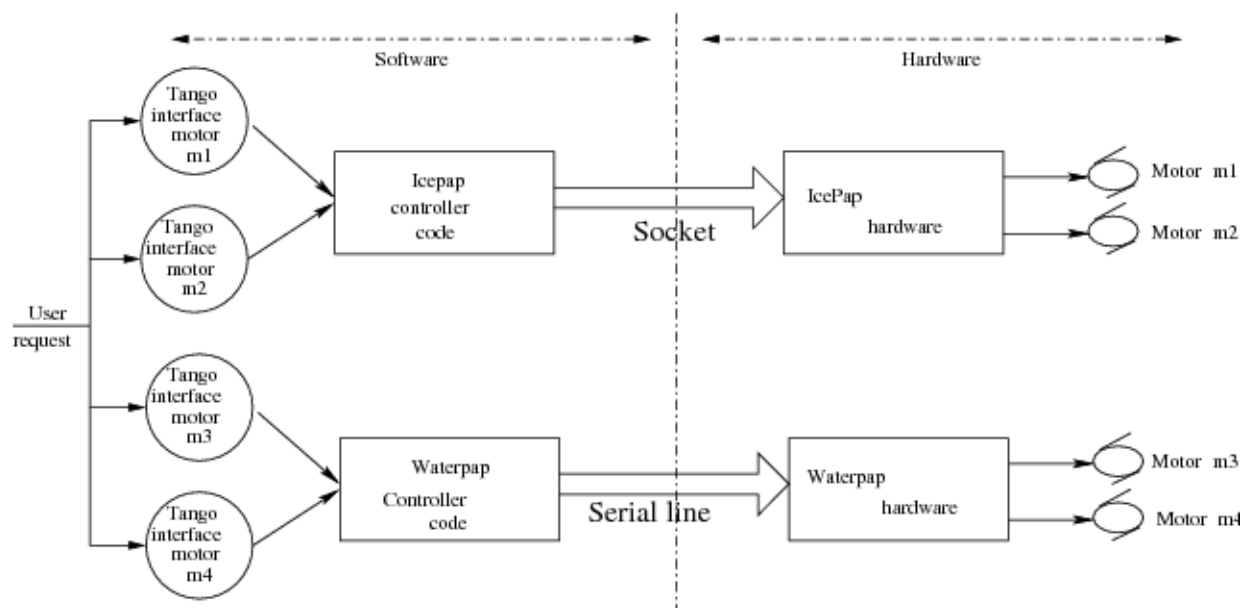 Software
Hardware
Tango
interface
motor
m1
Icepap
controller
code
Socket
IcePap
hardware
Motor m1
Motor m2
Tango
interface
motor
m2
User
request
Tango
interface
motor
m3
Waterpap
Controller
code
Serial line
Waterpap
hardware
Motor m3
Motor m4
Tango
interface
motor
m4